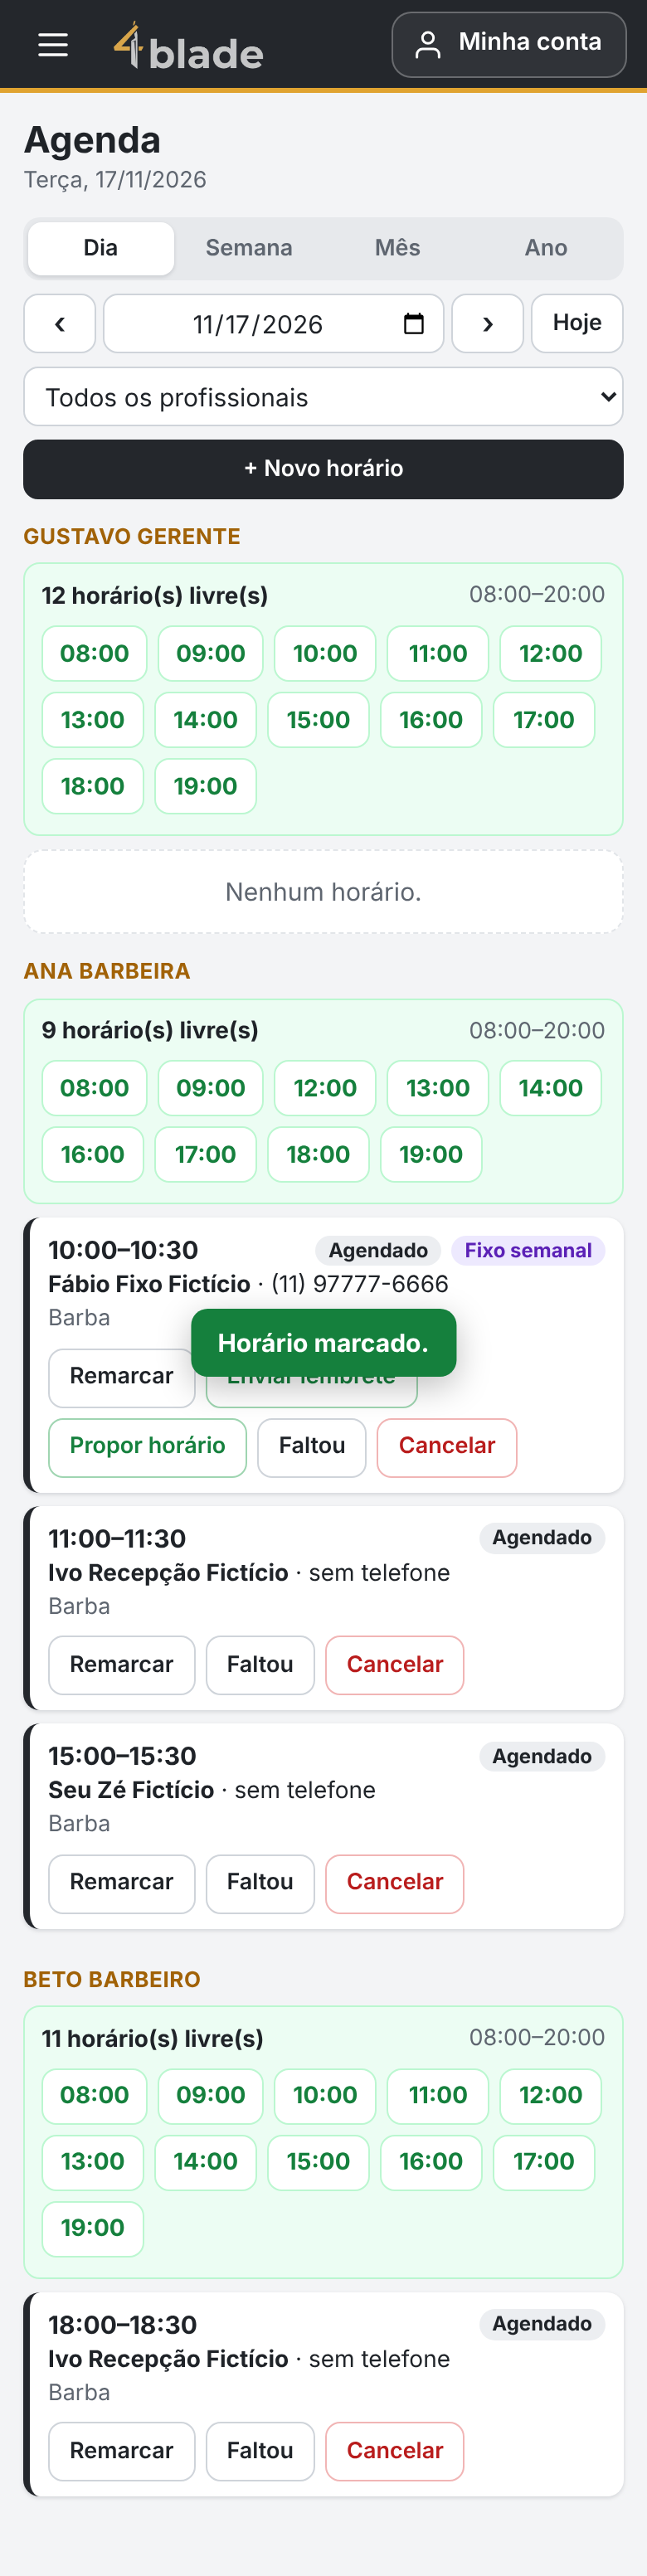 4blade
Minha conta
Agenda
Terça, 17/11/2026
Dia Semana Mês Ano
‹ 11/17/2026 › Hoje
Todos os profissionais
+ Novo horário
GUSTAVO GERENTE
12 horário(s) livre(s) 08:00–20:00
08:00 09:00 10:00 11:00 12:00
13:00 14:00 15:00 16:00 17:00
18:00 19:00
Nenhum horário.
ANA BARBEIRA
9 horário(s) livre(s) 08:00–20:00
08:00 09:00 12:00 13:00 14:00
16:00 17:00 18:00 19:00
10:00–10:30 Agendado Fixo semanal
Fábio Fixo Fictício · (11) 97777-6666
Barba
Horário marcado.
Remarcar Enviar lembrete
Propor horário Faltou Cancelar
11:00–11:30 Agendado
Ivo Recepção Fictício · sem telefone
Barba
Remarcar Faltou Cancelar
15:00–15:30 Agendado
Seu Zé Fictício · sem telefone
Barba
Remarcar Faltou Cancelar
BETO BARBEIRO
11 horário(s) livre(s) 08:00–20:00
08:00 09:00 10:00 11:00 12:00
13:00 14:00 15:00 16:00 17:00
19:00
18:00–18:30 Agendado
Ivo Recepção Fictício · sem telefone
Barba
Remarcar Faltou Cancelar